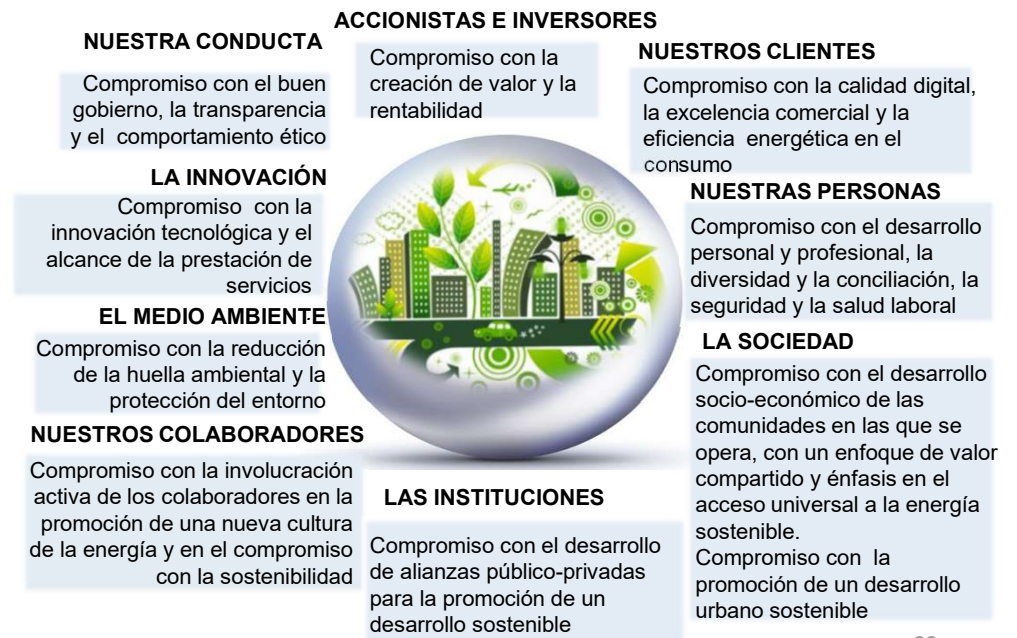 ACCIONISTAS E INVERSORES
Compromiso con la
creación de valor y la
rentabilidad
NUESTRA CONDUCTA
Compromiso con el buen
gobierno, la transparencia
y el comportamiento ético
NUESTROS CLIENTES
Compromiso con la calidad digital,
la excelencia comercial y la
eficiencia energética en el
consumo
LA INNOVACIÓN
Compromiso con la
innovación tecnológica y el
alcance de la prestación de
servicios
NUESTRAS PERSONAS
Compromiso con el desarrollo
personal y profesional, la
diversidad y la conciliación, la
seguridad y la salud laboral
EL MEDIO AMBIENTE
Compromiso con la reducción
de la huella ambiental y la
protección del entorno
LA SOCIEDAD
Compromiso con el desarrollo
socio-económico de las
comunidades en las que se
opera, con un enfoque de valor
compartido y énfasis en el
acceso universal a la energía
sostenible.
Compromiso con la
promoción de un desarrollo
urbano sostenible
NUESTROS COLABORADORES
Compromiso con la involucración
activa de los colaboradores en la
promoción de una nueva cultura
de la energía y en el compromiso
con la sostenibilidad
LAS INSTITUCIONES
Compromiso con el desarrollo
de alianzas público-privadas
para la promoción de un
desarrollo sostenible